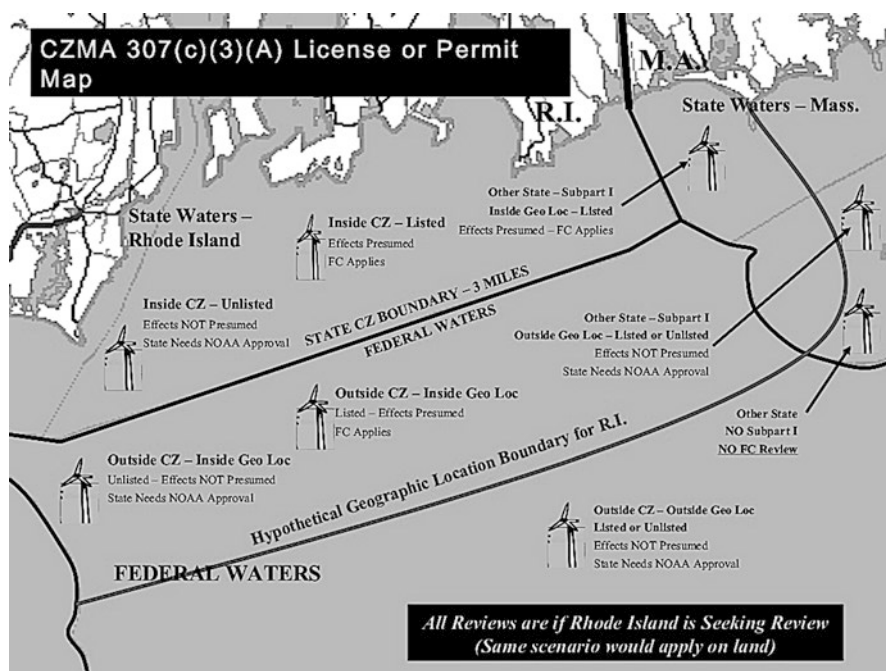 CZMA 307(c)(3)(A) License or Permit
Map
M.A.
R.I.
State Waters – Mass.
State Waters –
Rhode Island
Inside CZ – Listed
Effects Presumed
FC Applies
Other State – Subpart I
Inside Geo Loc – Listed
Effects Presumed – FC Applies
Inside CZ – Unlisted
Effects NOT Presumed
State Needs NOAA Approval
STATE CZ BOUNDARY – 3 MILES
FEDERAL WATERS
Other State – Subpart I
Outside Geo Loc – Listed or Unlisted
Effects NOT Presumed
State Needs NOAA Approval
Outside CZ – Inside Geo Loc
Listed – Effects Presumed
FC Applies
Other State
NO Subpart I
NO FC Review
Outside CZ – Inside Geo Loc
Unlisted – Effects NOT Presumed
State Needs NOAA Approval
Hypothetical Geographic Location Boundary for R.I.
Outside CZ – Outside Geo Loc
Listed or Unlisted
Effects NOT Presumed
State Needs NOAA Approval
FEDERAL WATERS
All Reviews are if Rhode Island is Seeking Review
(Same scenario would apply on land)